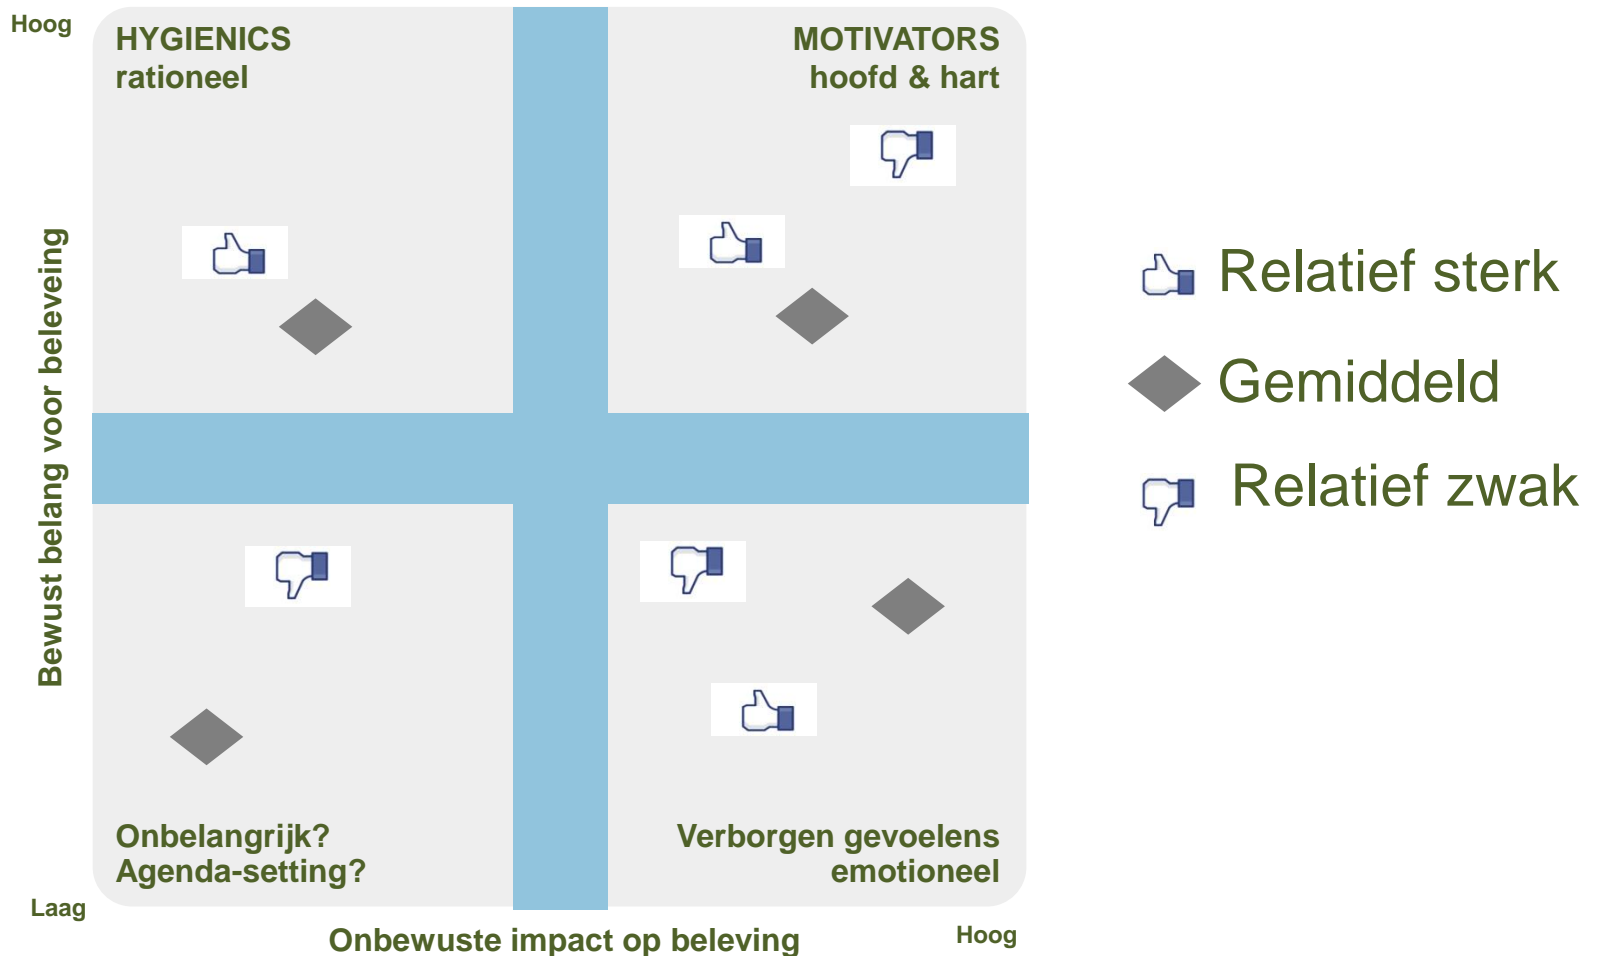 Hoog
HYGIENICS
rationeel
MOTIVATORS
hoofd & hart
Bewust belang voor beleveing
Relatief sterk
Gemiddeld
Relatief zwak
Onbelangrijk?
Agenda-setting?
Verborgen gevoelens
emotioneel
Laag
Onbewuste impact op beleving
Hoog